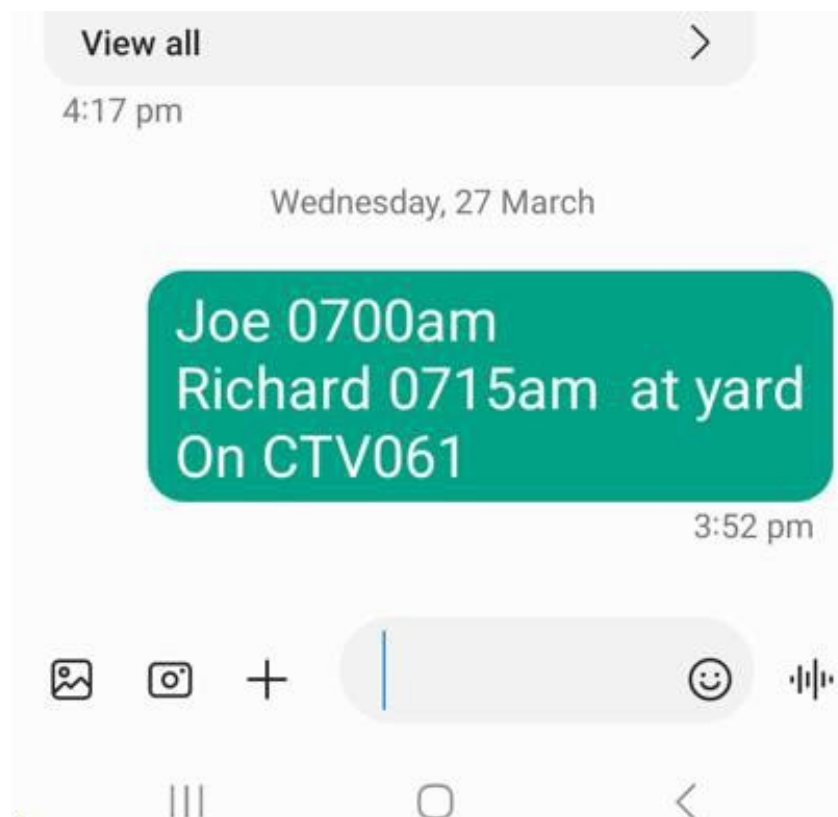 View all
4:17 pm
Wednesday, 27 March
Joe 0700am
Richard 0715am  at yard
On CTV061
3:52 pm